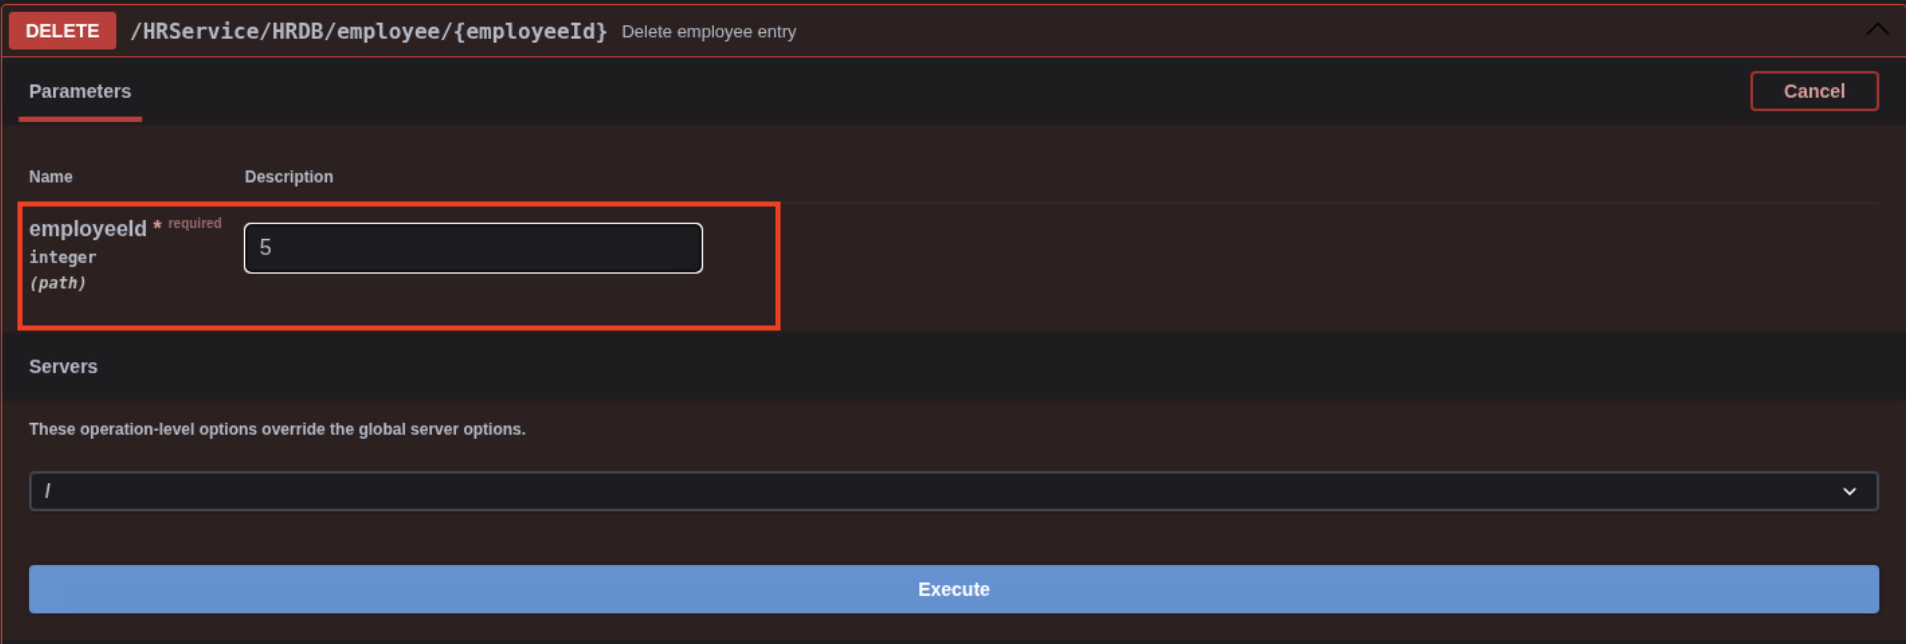 DELETE /HRService/HRDB/employee/{employeeId} Delete employee entry
Parameters Cancel
Name Description
employeeId * required
integer
(path)
5
Servers
These operation-level options override the global server options.
/
Execute